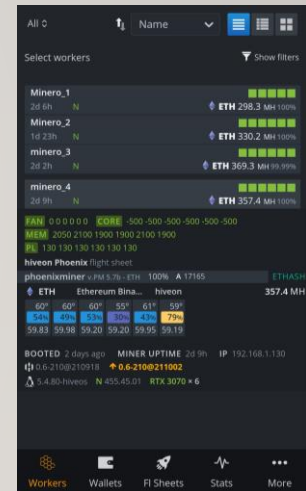 All
Name
Select workers
Show filters
Minero_1
2d 6h N ETH 298.3 MH 100%
Minero_2
1d 23h N ETH 330.2 MH 100%
minero_3
2d 2h N ETH 369.3 MH 99.99%
minero_4
2d 9h N ETH 357.4 MH 100%
FAN 0 0 0 0 0 0 CORE -500 -500 -500 -500 -500 -500
MEM 2050 2100 1900 1900 2100 1900
PL 130 130 130 130 130 130
hiveon Phoenix flight sheet
phoenixminer v.PM 5.7b - ETH 100% A 17165 ETHASH
ETH Ethereum Bina... hiveon 357.4 MH
60° 60° 60° 55° 61° 59°
54% 49% 53% 30% 43% 79%
59.83 59.98 59.20 59.20 59.95 59.19
BOOTED 2 days ago MINER UPTIME 2d 9h IP 192.168.1.130
0.6-210@210918 0.6-210@211002
5.4.80-hiveos N 455.45.01 RTX 3070 × 6
Workers Wallets Fl Sheets Stats More